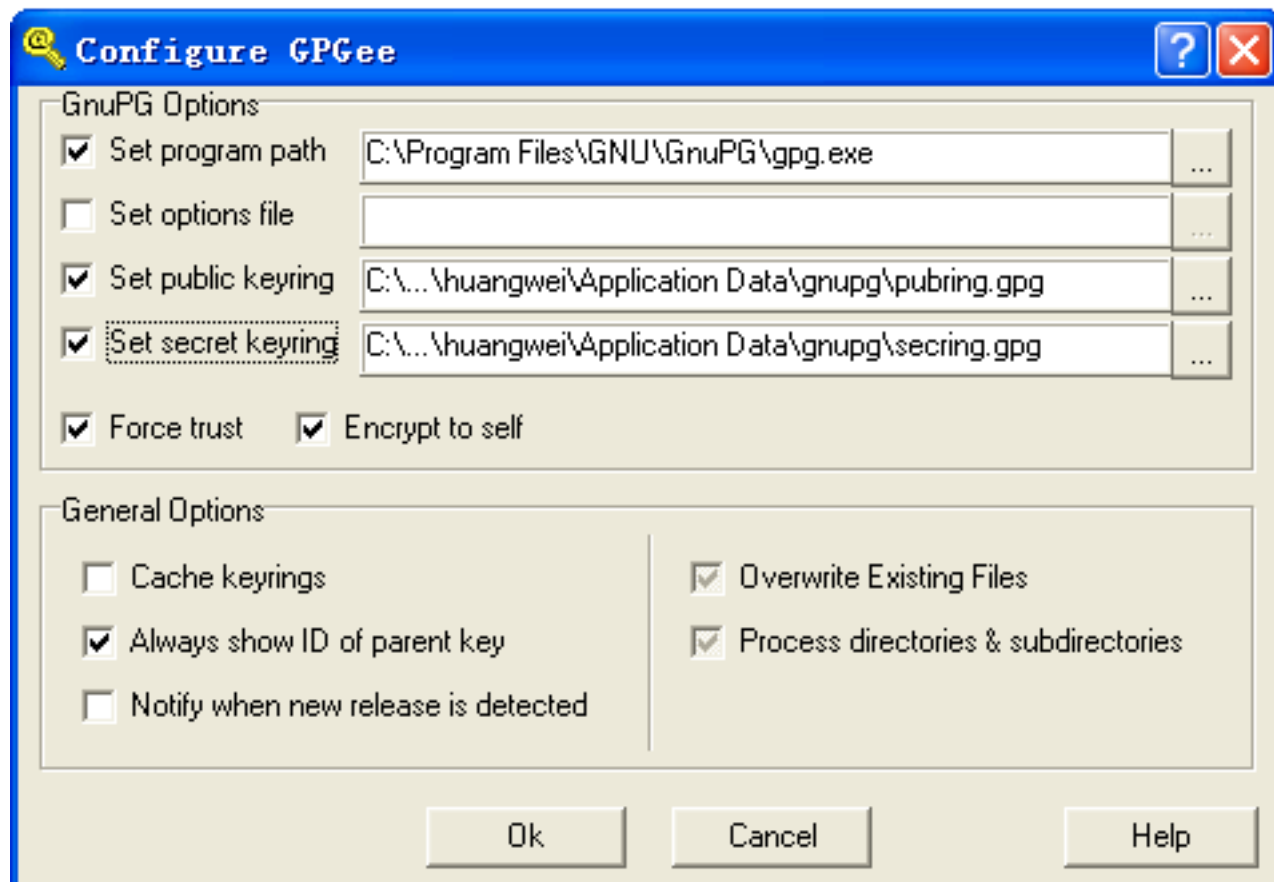 Configure GPGee
GnuPG Options
Set program path C:\Program Files\GNU\GnuPG\gpg.exe ...
Set options file ...
Set public keyring C:\...\huangwei\Application Data\gnupg\pubring.gpg ...
Set secret keyring C:\...\huangwei\Application Data\gnupg\secring.gpg ...
Force trust Encrypt to self
General Options
Cache keyrings Overwrite Existing Files
Always show ID of parent key Process directories & subdirectories
Notify when new release is detected
Ok Cancel Help